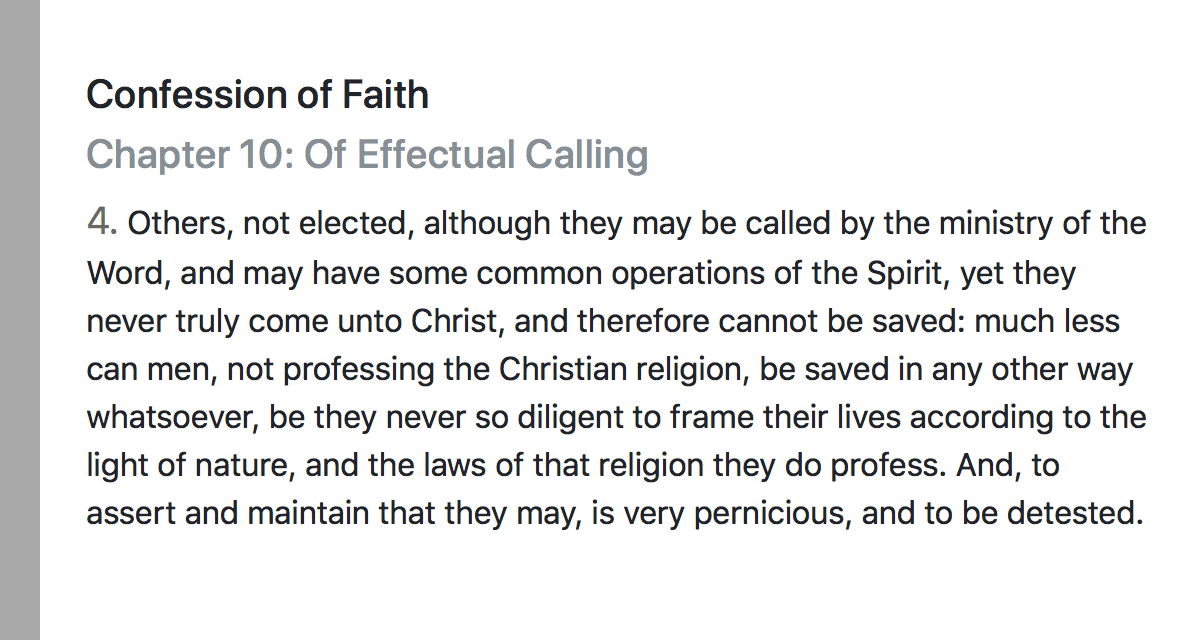 Confession of Faith
Chapter 10: Of Effectual Calling
4. Others, not elected, although they may be called by the ministry of the
Word, and may have some common operations of the Spirit, yet they
never truly come unto Christ, and therefore cannot be saved: much less
can men, not professing the Christian religion, be saved in any other way
whatsoever, be they never so diligent to frame their lives according to the
light of nature, and the laws of that religion they do profess. And, to
assert and maintain that they may, is very pernicious, and to be detested.